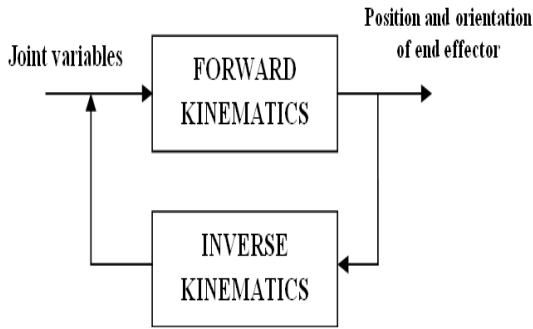 Joint variables
FORWARD
KINEMATICS
Position and orientation
of end effector
INVERSE
KINEMATICS